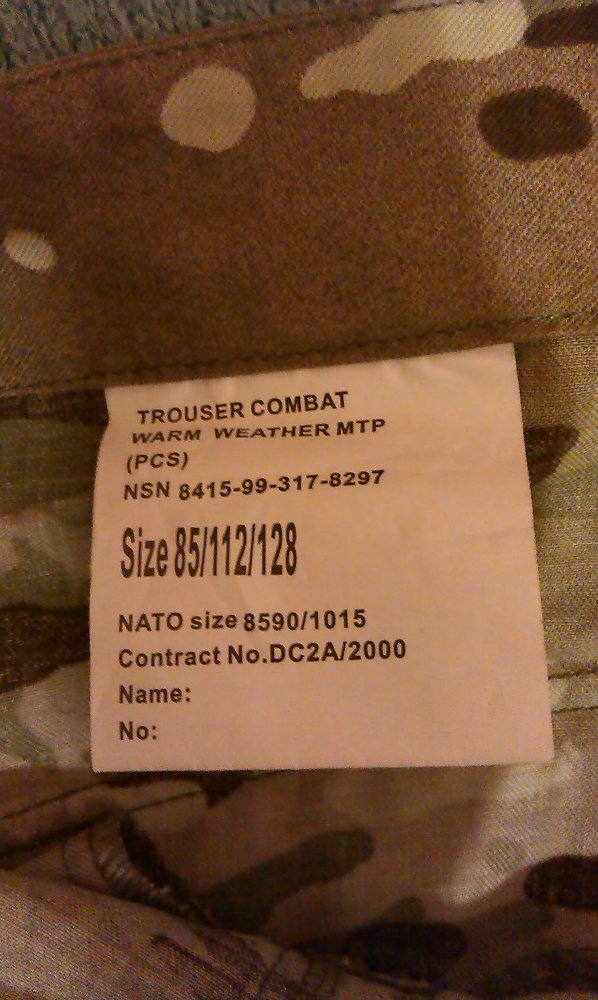 TROUSER COMBAT
WARM WEATHER MTP
(PCS)
NSN 8415-99-317-8297
Size 85/112/128
NATO size 8590/1015
Contract No.DC2A/2000
Name:
No: